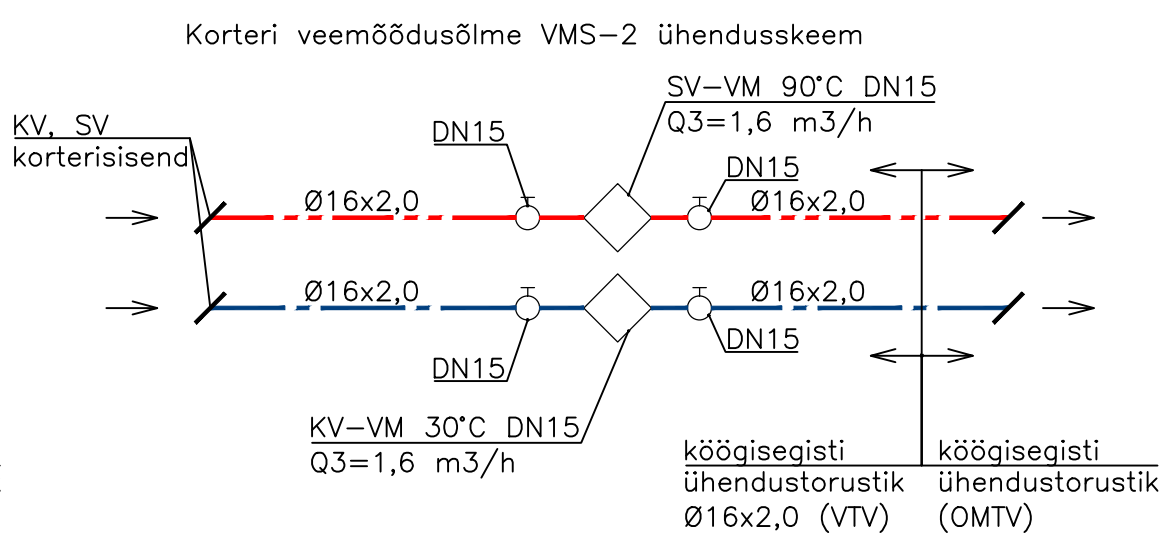 Korteri veemõõdusõlme VMS-2 ühendusskeem
SV-VM 90°C DN15
Q3=1,6 m3/h
KV, SV
korterisisend
DN15
DN15
Ø16x2,0
Ø16x2,0
Ø16x2,0
Ø16x2,0
DN15
DN15
KV-VM 30°C DN15
Q3=1,6 m3/h
köögisegisti
ühendustorustik
Ø16x2,0 (VTV)
köögisegisti
ühendustorustik
(OMTV)